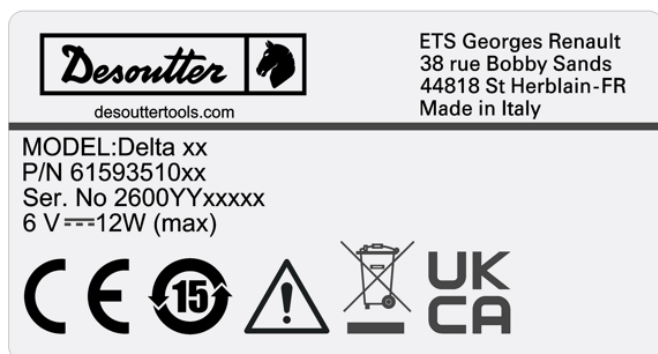 Desoutter
desouttertools.com
ETS Georges Renault
38 rue Bobby Sands
44818 St Herblain-FR
Made in Italy
MODEL:Delta xx
P/N 61593510xx
Ser. No 2600YYxxxxx
6 V⎓12W (max)
CE 15 UK
CA